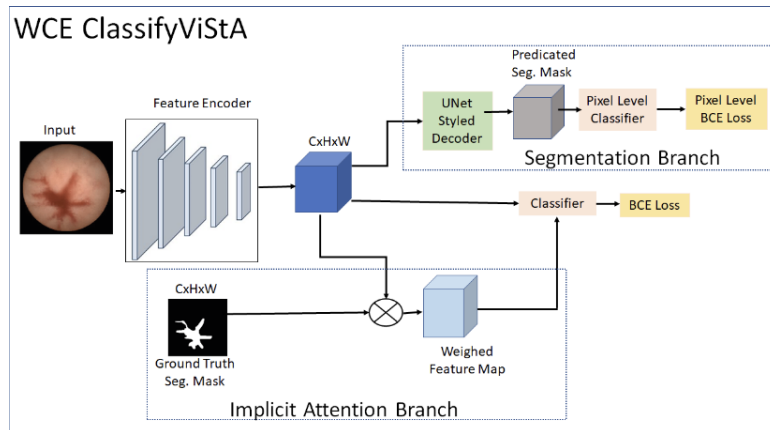 WCE ClassifyViStA
Input
Feature Encoder
CxHxW
UNet
Styled
Decoder
Predicated
Seg. Mask
Pixel Level
Classifier
Pixel Level
BCE Loss
Segmentation Branch
Classifier
BCE Loss
CxHxW
Ground Truth
Seg. Mask
Weighed
Feature Map
Implicit Attention Branch